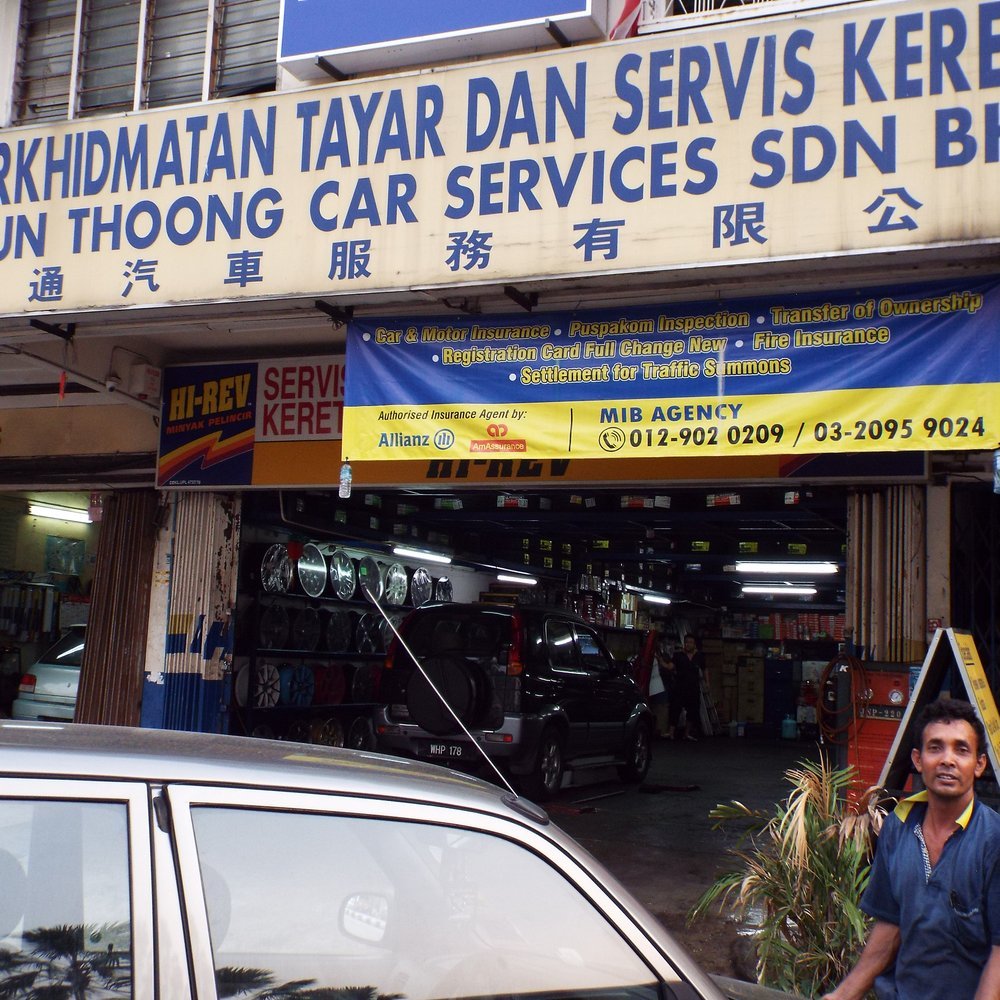 RKHIDMATAN TAYAR DAN SERVIS KERE
UN THOONG CAR SERVICES SDN BH
通 汽 車 服 務 有 限 公
• Car & Motor Insurance • Puspakom Inspection • Transfer of Ownership
• Registration Card Full Change New • Fire Insurance
• Settlement for Traffic Summons
Authorised Insurance Agent by:
Allianz
AmAssurance
MIB AGENCY
012-902 0209 / 03-2095 9024
HI-REV
MINYAK PELINCIR
SERVIS
KERET
HI-REV
WHP 178